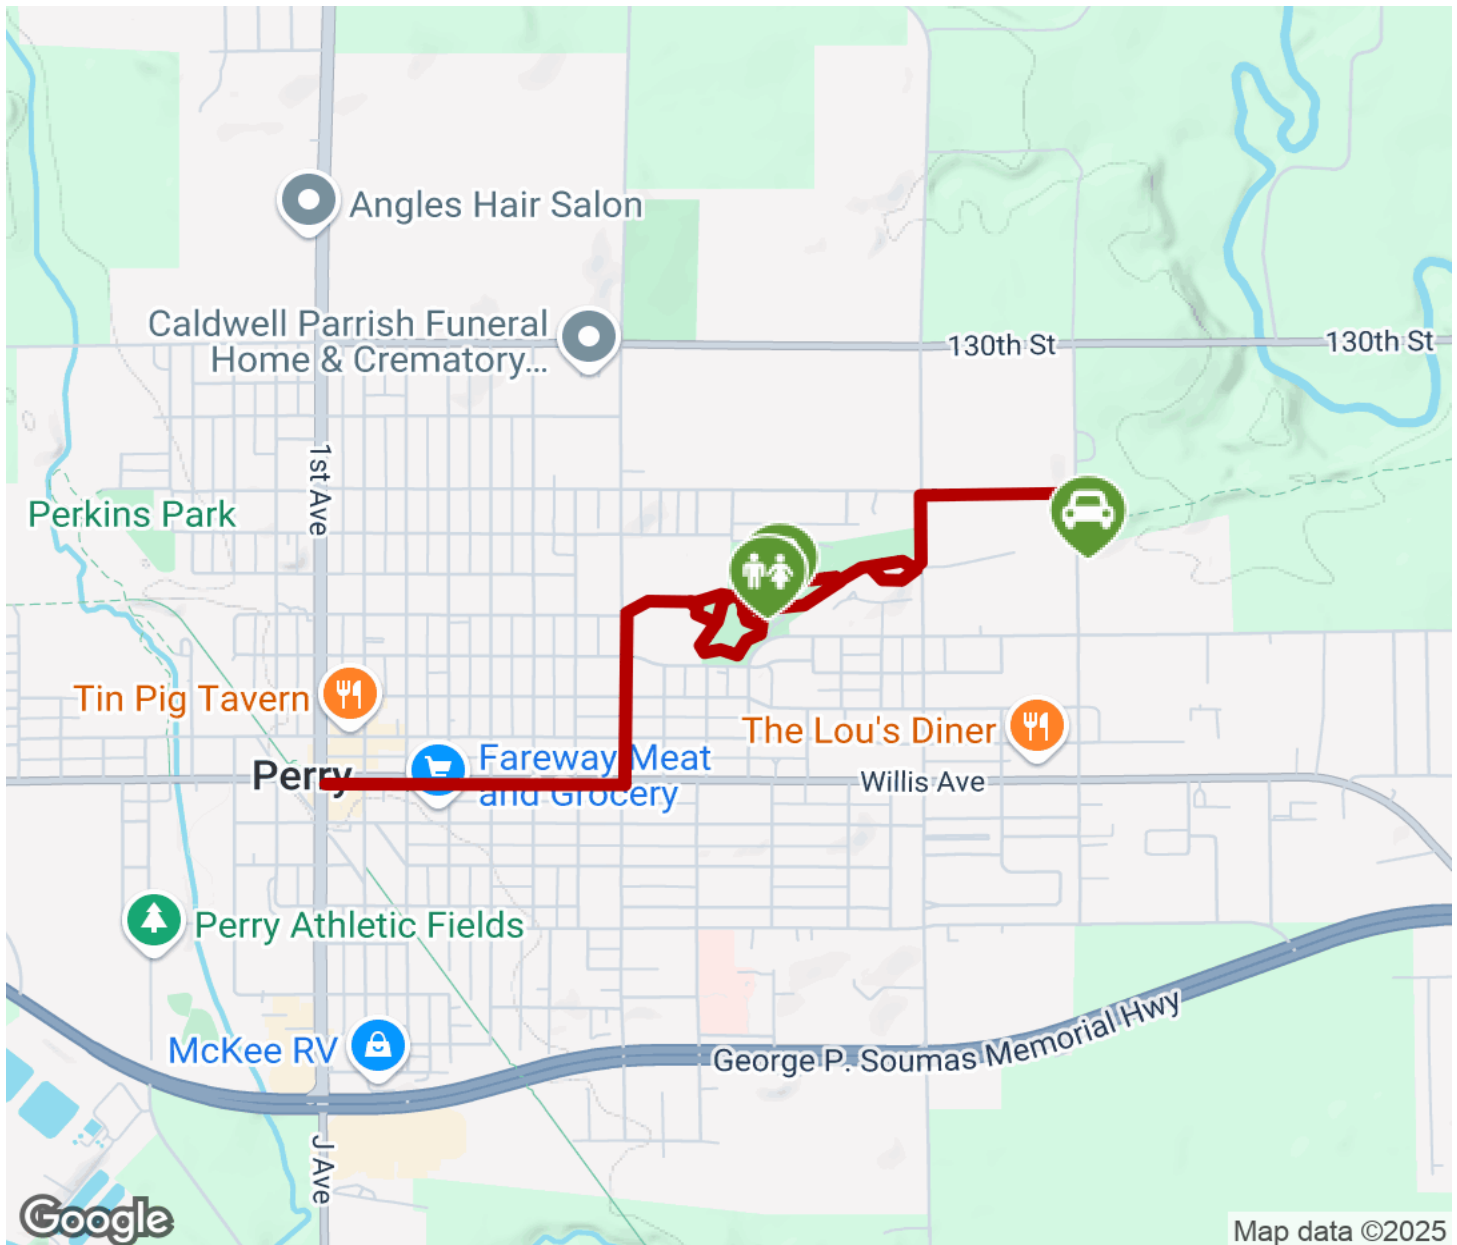 Angles Hair Salon
Caldwell Parrish Funeral
Home & Crematory...
130th St
130th St
1st Ave
Perkins Park
Tin Pig Tavern
The Lou's Diner
Fareway Meat
and Grocery
Perry
Willis Ave
Perry Athletic Fields
McKee RV
George P. Soumas Memorial Hwy
J Ave
Google
Map data ©2025